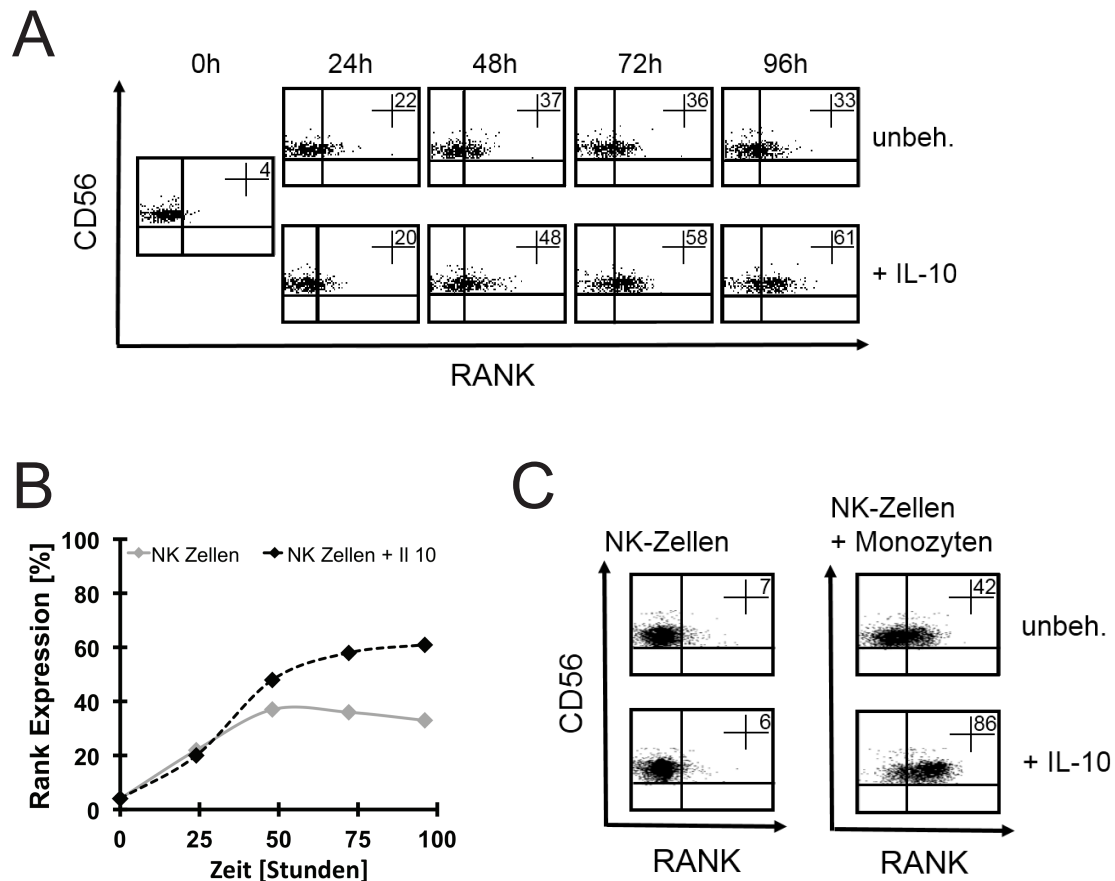 A
0h 24h 48h 72h 96h
22 37 36 33
unbeh.
4
CD56
20 48 58 61
+ IL-10
RANK
B
100
80
60
40
20
0
Rank Expression [%]
NK Zellen NK Zellen + Il 10
0 25 50 75 100
Zeit [Stunden]
C
NK-Zellen
NK-Zellen
+ Monozyten
7 42
unbeh.
CD56
6 86
+ IL-10
RANK RANK